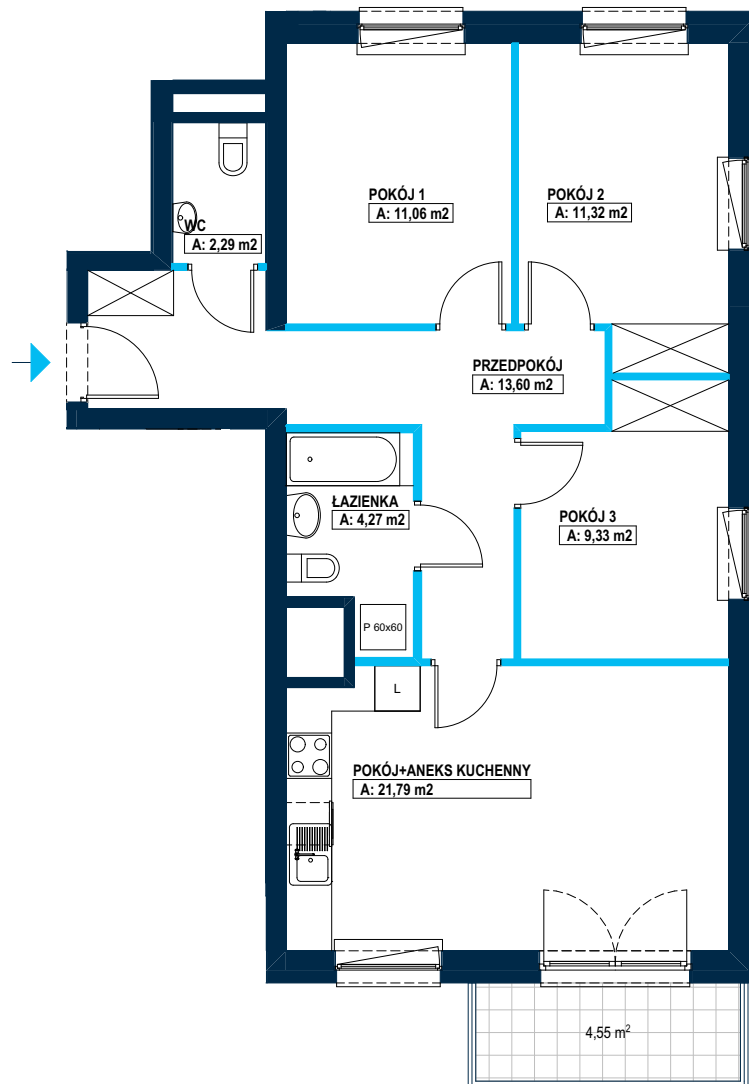 POKÓJ 1
A: 11,06 m2
POKÓJ 2
A: 11,32 m2
WC
A: 2,29 m2
PRZEDPOKÓJ
A: 13,60 m2
ŁAZIENKA
A: 4,27 m2
POKÓJ 3
A: 9,33 m2
P 60x60
L
POKÓJ+ANEKS KUCHENNY
A: 21,79 m2
4,55 m²